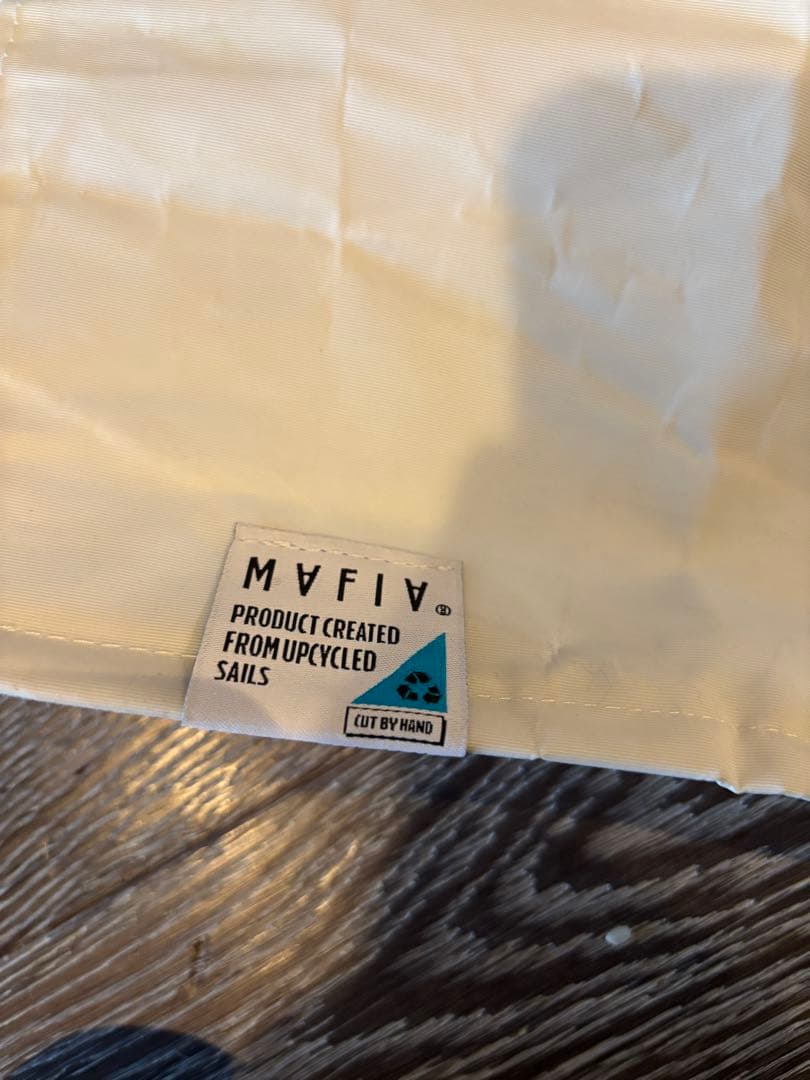 MAFIA®
PRODUCT CREATED
FROM UPCYCLED
SAILS
CUT BY HAND